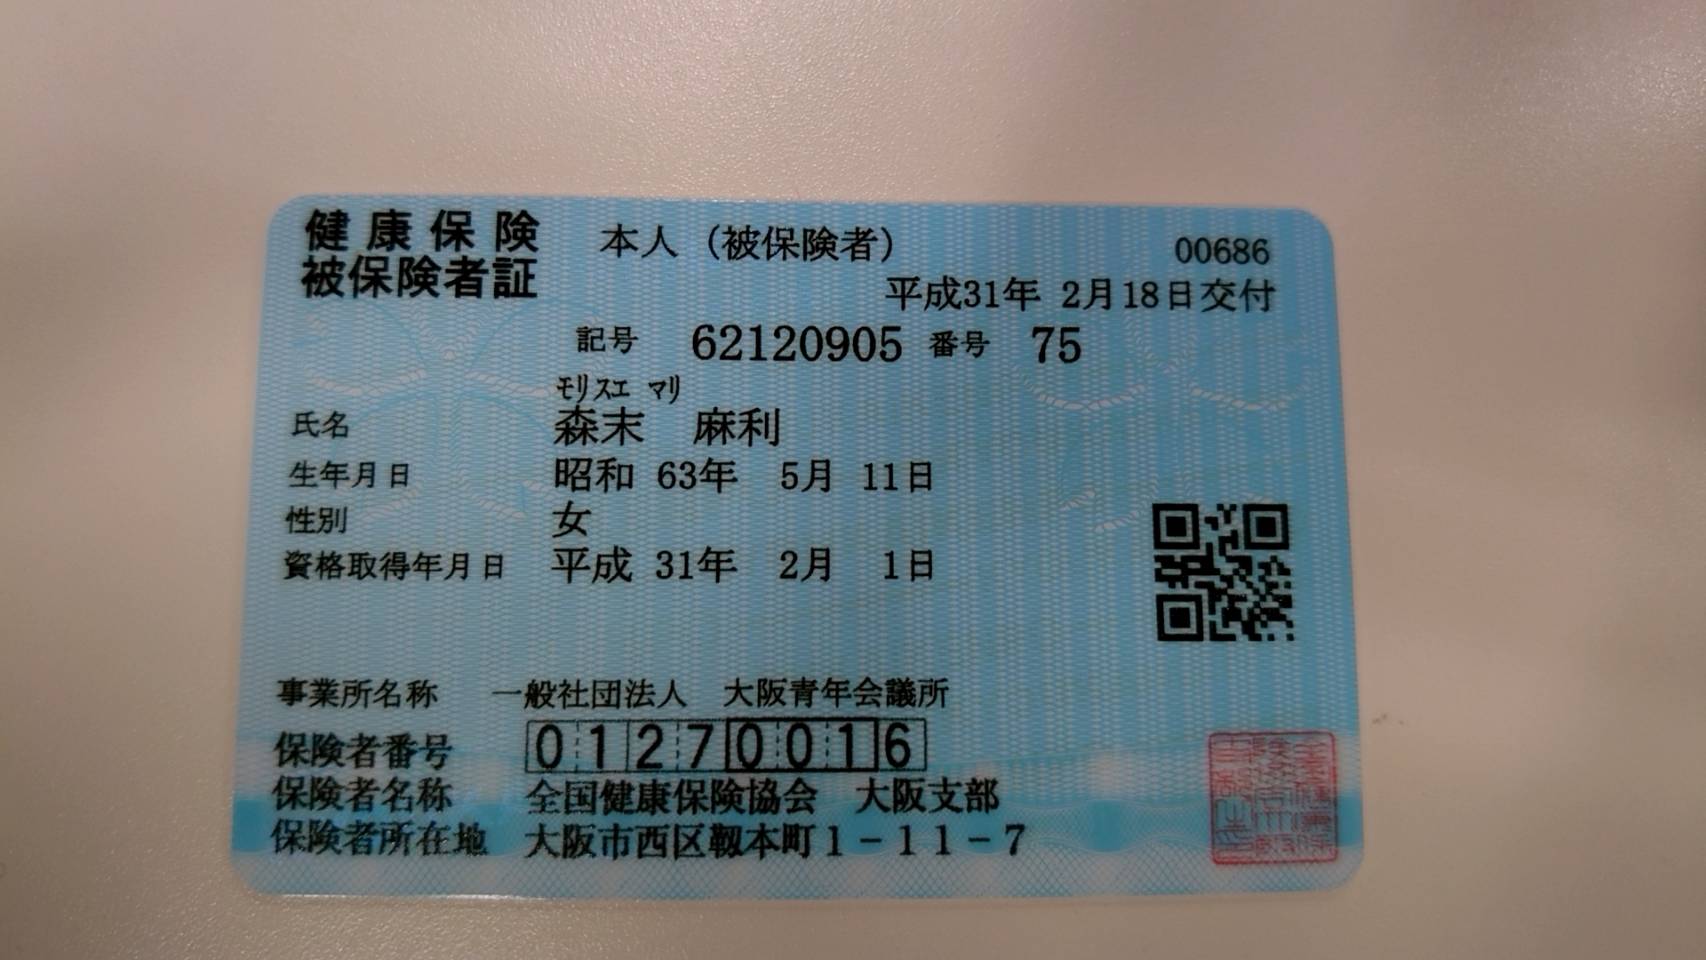 健康保険 本人（被保険者） 00686
被保険者証 平成31年 2月18日交付
記号 62120905 番号 75
ﾓﾘｽｴ ﾏﾘ
氏名 森末 麻利
生年月日 昭和 63年 5月 11日
性別 女
資格取得年月日 平成 31年 2月 1日
事業所名称 一般社団法人 大阪青年会議所
保険者番号 01270016
保険者名称 全国健康保険協会 大阪支部
保険者所在地 大阪市西区靱本町1－11－7